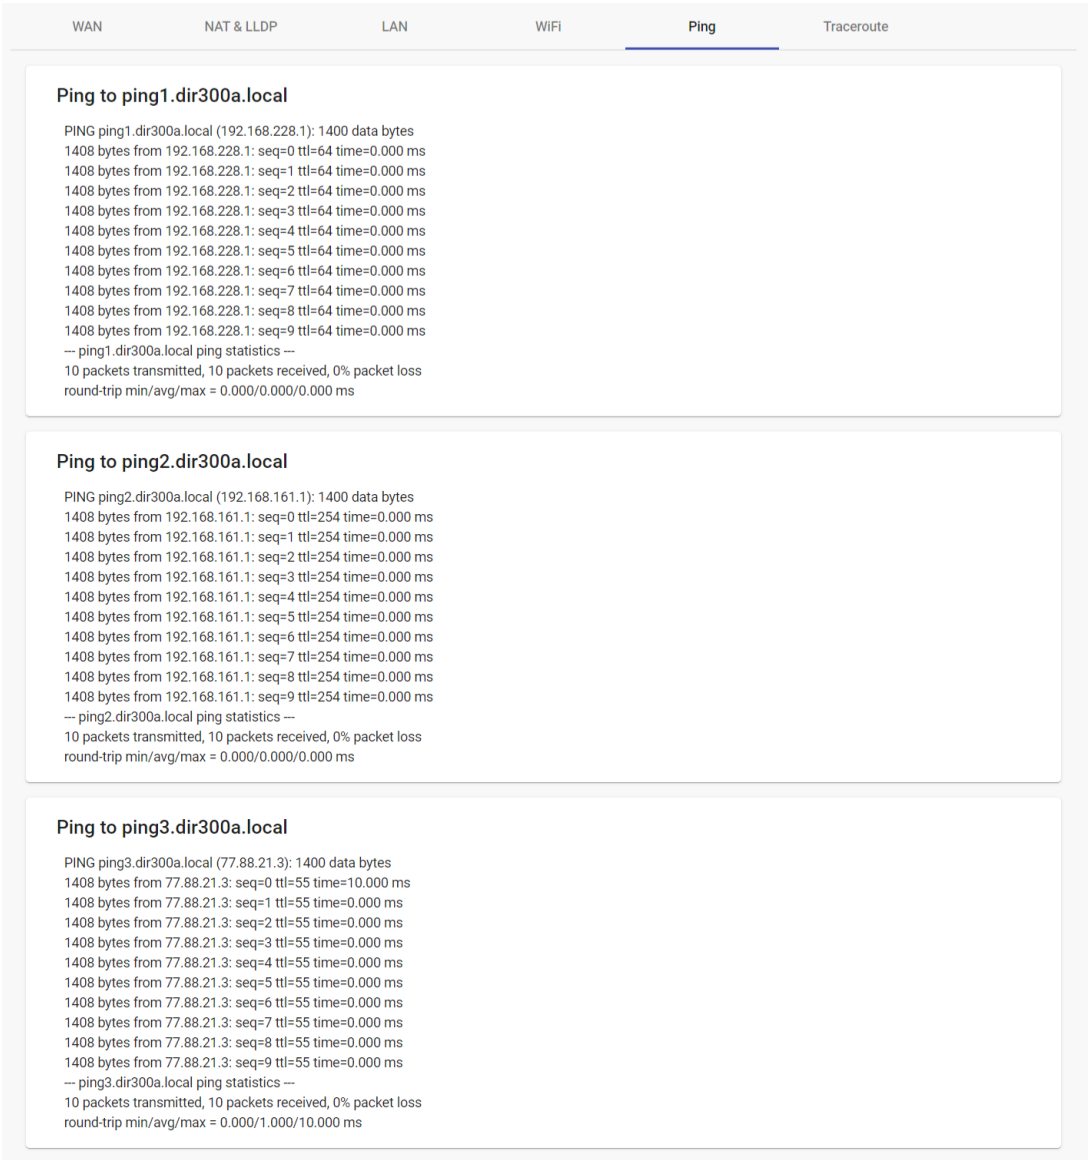 WAN NAT & LLDP LAN WiFi Ping Traceroute
Ping to ping1.dir300a.local
PING ping1.dir300a.local (192.168.228.1): 1400 data bytes
1408 bytes from 192.168.228.1: seq=0 ttl=64 time=0.000 ms
1408 bytes from 192.168.228.1: seq=1 ttl=64 time=0.000 ms
1408 bytes from 192.168.228.1: seq=2 ttl=64 time=0.000 ms
1408 bytes from 192.168.228.1: seq=3 ttl=64 time=0.000 ms
1408 bytes from 192.168.228.1: seq=4 ttl=64 time=0.000 ms
1408 bytes from 192.168.228.1: seq=5 ttl=64 time=0.000 ms
1408 bytes from 192.168.228.1: seq=6 ttl=64 time=0.000 ms
1408 bytes from 192.168.228.1: seq=7 ttl=64 time=0.000 ms
1408 bytes from 192.168.228.1: seq=8 ttl=64 time=0.000 ms
1408 bytes from 192.168.228.1: seq=9 ttl=64 time=0.000 ms
--- ping1.dir300a.local ping statistics ---
10 packets transmitted, 10 packets received, 0% packet loss
round-trip min/avg/max = 0.000/0.000/0.000 ms
Ping to ping2.dir300a.local
PING ping2.dir300a.local (192.168.161.1): 1400 data bytes
1408 bytes from 192.168.161.1: seq=0 ttl=254 time=0.000 ms
1408 bytes from 192.168.161.1: seq=1 ttl=254 time=0.000 ms
1408 bytes from 192.168.161.1: seq=2 ttl=254 time=0.000 ms
1408 bytes from 192.168.161.1: seq=3 ttl=254 time=0.000 ms
1408 bytes from 192.168.161.1: seq=4 ttl=254 time=0.000 ms
1408 bytes from 192.168.161.1: seq=5 ttl=254 time=0.000 ms
1408 bytes from 192.168.161.1: seq=6 ttl=254 time=0.000 ms
1408 bytes from 192.168.161.1: seq=7 ttl=254 time=0.000 ms
1408 bytes from 192.168.161.1: seq=8 ttl=254 time=0.000 ms
1408 bytes from 192.168.161.1: seq=9 ttl=254 time=0.000 ms
--- ping2.dir300a.local ping statistics ---
10 packets transmitted, 10 packets received, 0% packet loss
round-trip min/avg/max = 0.000/0.000/0.000 ms
Ping to ping3.dir300a.local
PING ping3.dir300a.local (77.88.21.3): 1400 data bytes
1408 bytes from 77.88.21.3: seq=0 ttl=55 time=10.000 ms
1408 bytes from 77.88.21.3: seq=1 ttl=55 time=0.000 ms
1408 bytes from 77.88.21.3: seq=2 ttl=55 time=0.000 ms
1408 bytes from 77.88.21.3: seq=3 ttl=55 time=0.000 ms
1408 bytes from 77.88.21.3: seq=4 ttl=55 time=0.000 ms
1408 bytes from 77.88.21.3: seq=5 ttl=55 time=0.000 ms
1408 bytes from 77.88.21.3: seq=6 ttl=55 time=0.000 ms
1408 bytes from 77.88.21.3: seq=7 ttl=55 time=0.000 ms
1408 bytes from 77.88.21.3: seq=8 ttl=55 time=0.000 ms
1408 bytes from 77.88.21.3: seq=9 ttl=55 time=0.000 ms
--- ping3.dir300a.local ping statistics ---
10 packets transmitted, 10 packets received, 0% packet loss
round-trip min/avg/max = 0.000/1.000/10.000 ms